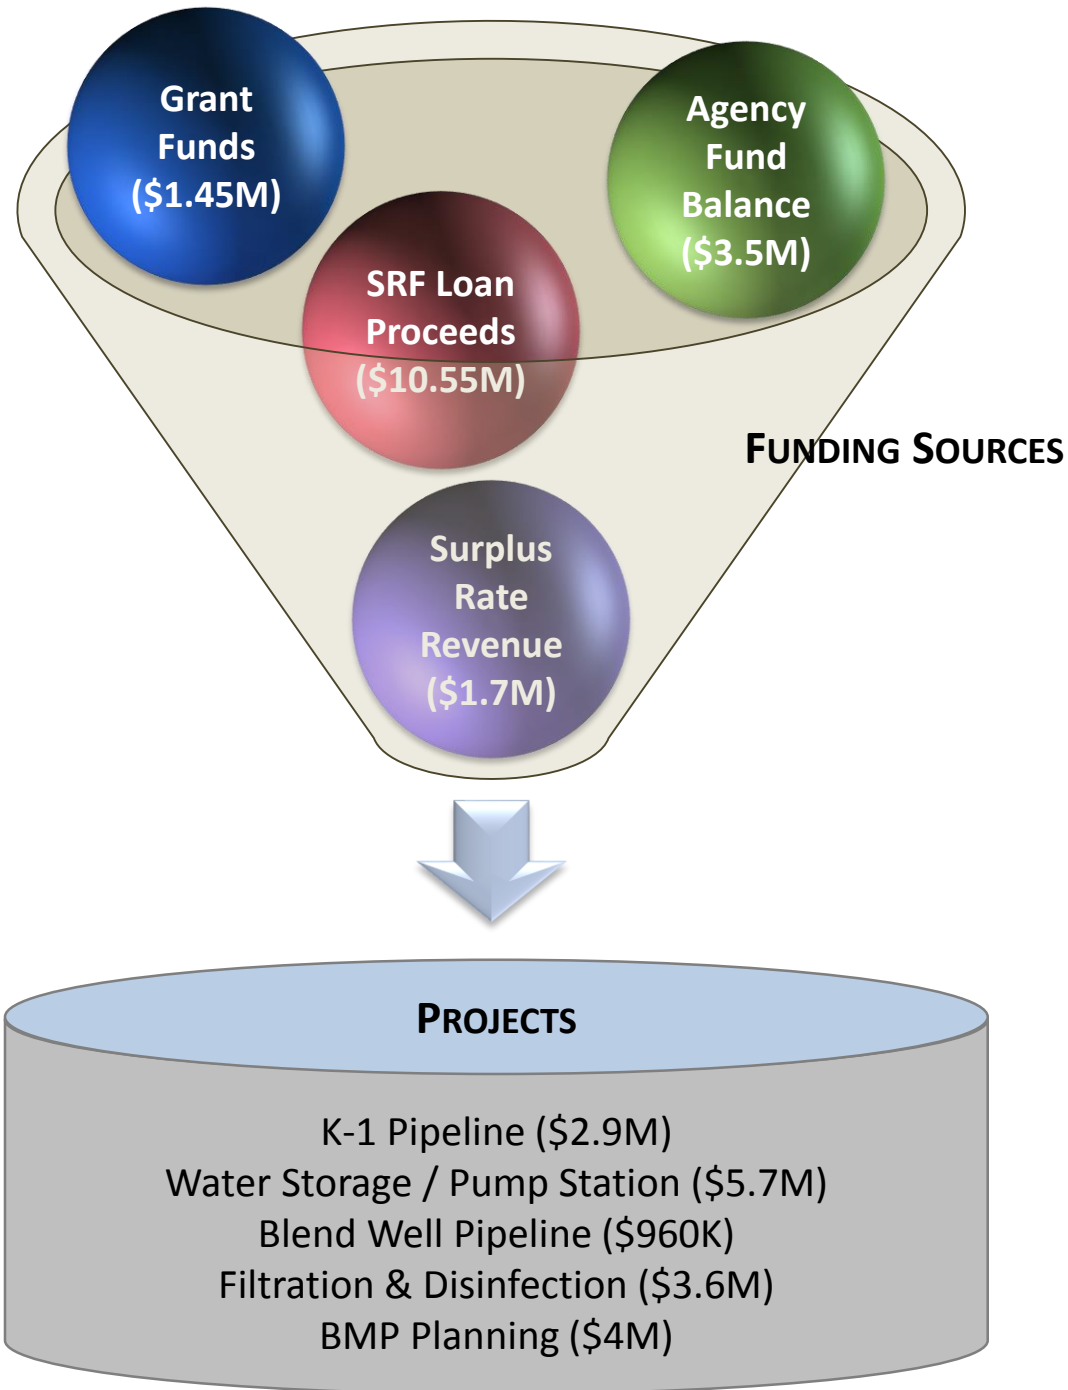 Grant
Funds
($1.45M)
Agency
Fund
Balance
($3.5M)
SRF Loan
Proceeds
($10.55M)
FUNDING SOURCES
Surplus
Rate
Revenue
($1.7M)
PROJECTS
K-1 Pipeline ($2.9M)
Water Storage / Pump Station ($5.7M)
Blend Well Pipeline ($960K)
Filtration & Disinfection ($3.6M)
BMP Planning ($4M)